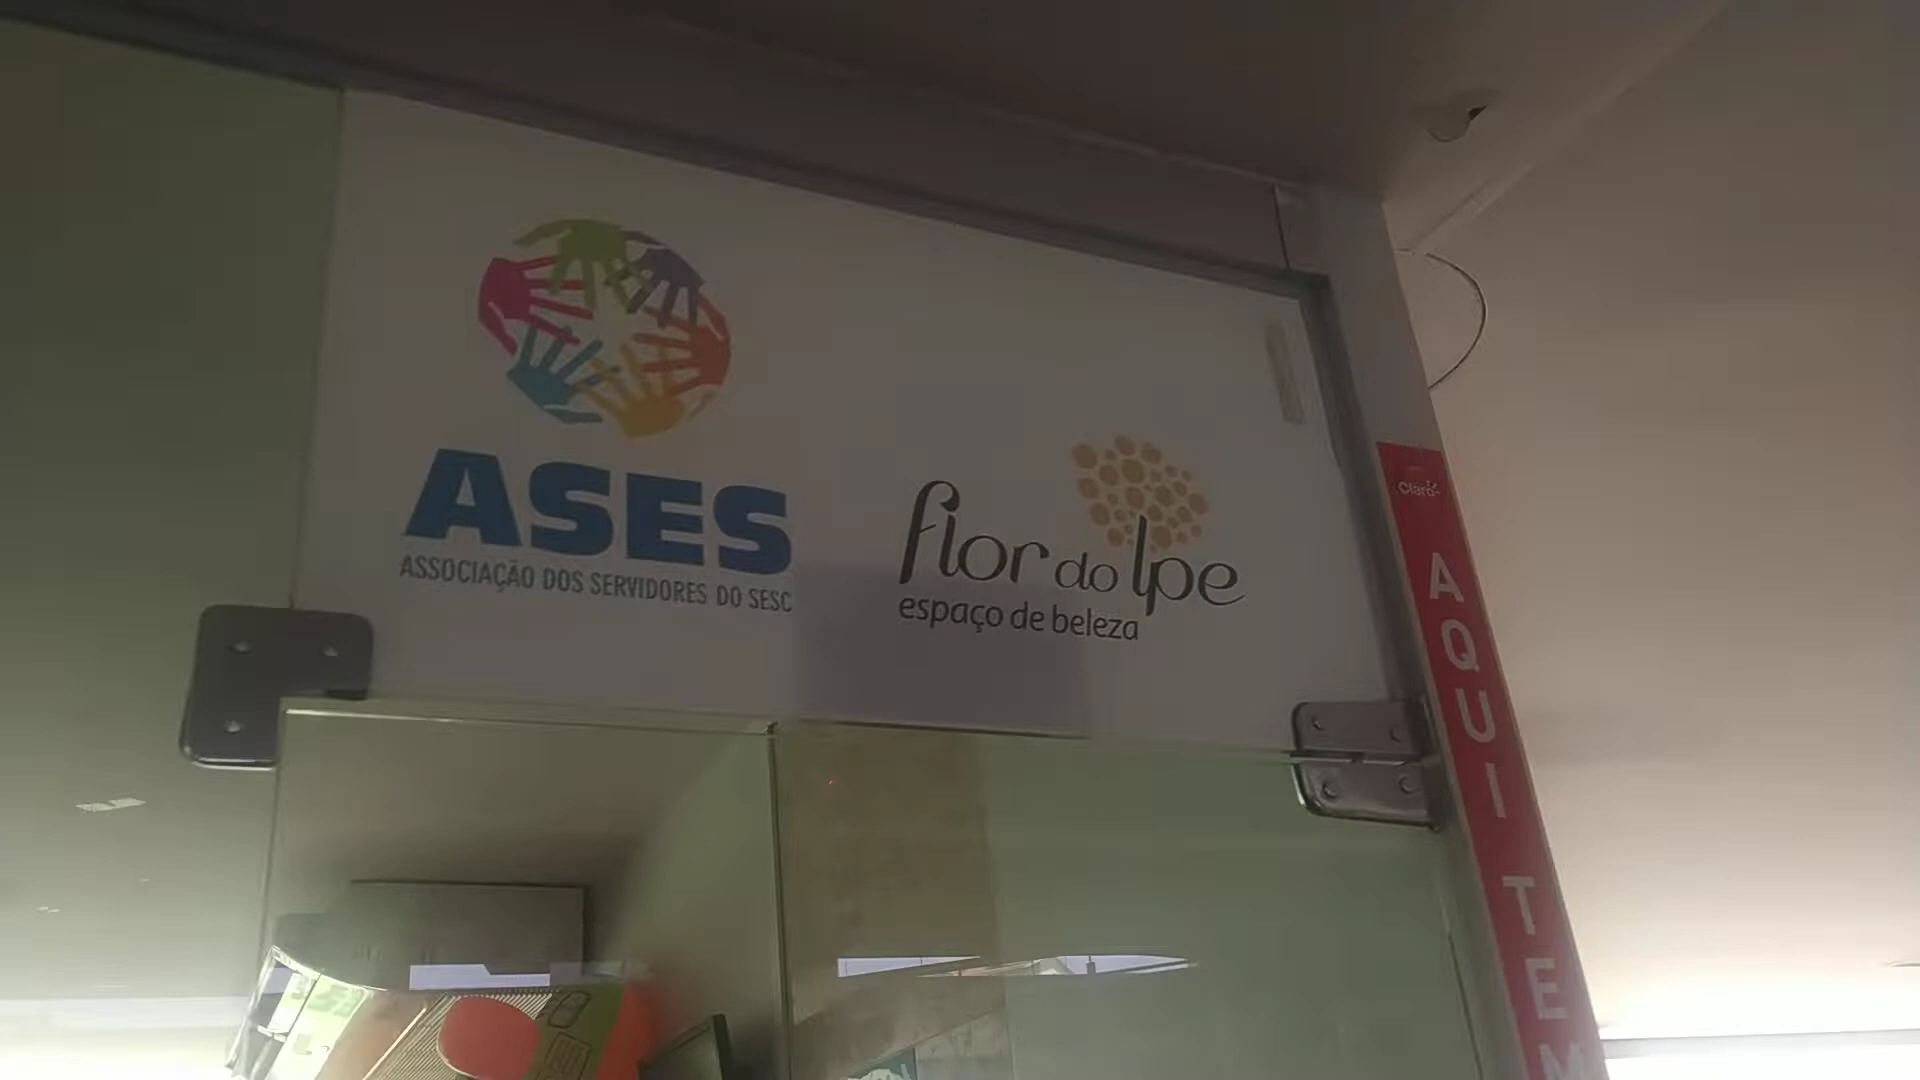 ASES
ASSOCIAÇÃO DOS SERVIDORES DO SESC
flor do Ipe
espaço de beleza
Claro
AQUI TEM